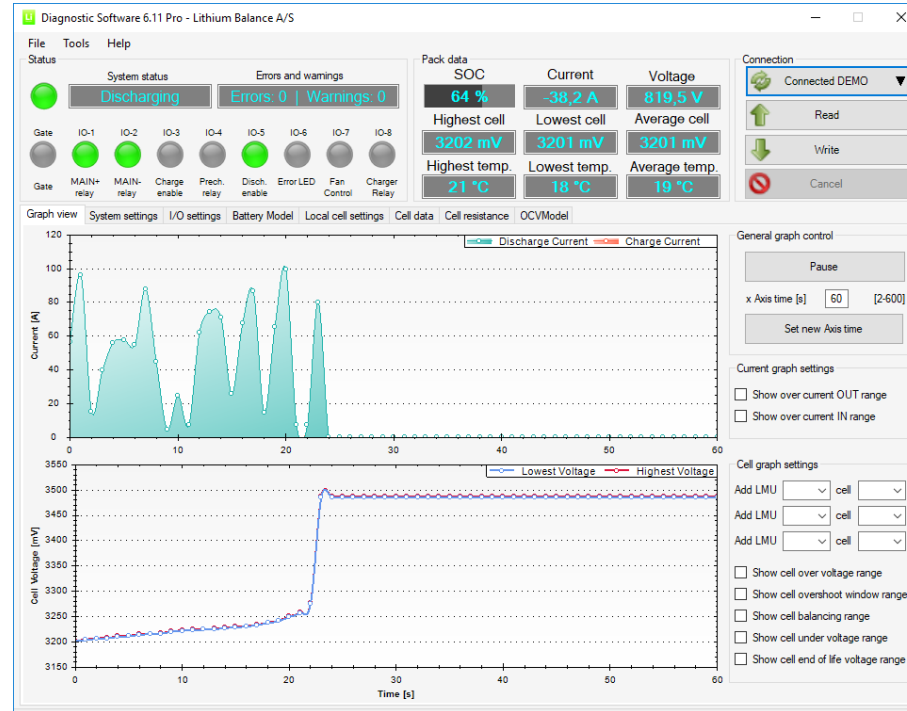 Diagnostic Software 6.11 Pro - Lithium Balance A/S
File Tools Help
Status
System status Errors and warnings
Discharging Errors: 0 | Warnings: 0
Gate IO-1 IO-2 IO-3 IO-4 IO-5 IO-6 IO-7 IO-8
Gate MAIN+ relay MAIN- relay Charge enable Prech. relay Disch. enable Error LED Fan Control Charger Relay
Pack data
SOC Current Voltage
64 % -38,2 A 819,5 V
Highest cell Lowest cell Average cell
3202 mV 3201 mV 3201 mV
Highest temp. Lowest temp. Average temp.
21 °C 18 °C 19 °C
Connection
Connected DEMO
Read
Write
Cancel
Graph view System settings I/O settings Battery Model Local cell settings Cell data Cell resistance OCVModel
Discharge Current Charge Current
Current [A]
120
100
80
60
40
20
0
0 10 20 30 40 50 60
Lowest Voltage Highest Voltage
Cell Voltage [mV]
3550
3500
3450
3400
3350
3300
3250
3200
3150
0 10 20 30 40 50 60
Time [s]
General graph control
Pause
x Axis time [s] 60 [2-600]
Set new Axis time
Current graph settings
Show over current OUT range
Show over current IN range
Cell graph settings
Add LMU cell
Add LMU cell
Add LMU cell
Show cell over voltage range
Show cell overshoot window range
Show cell balancing range
Show cell under voltage range
Show cell end of life voltage range